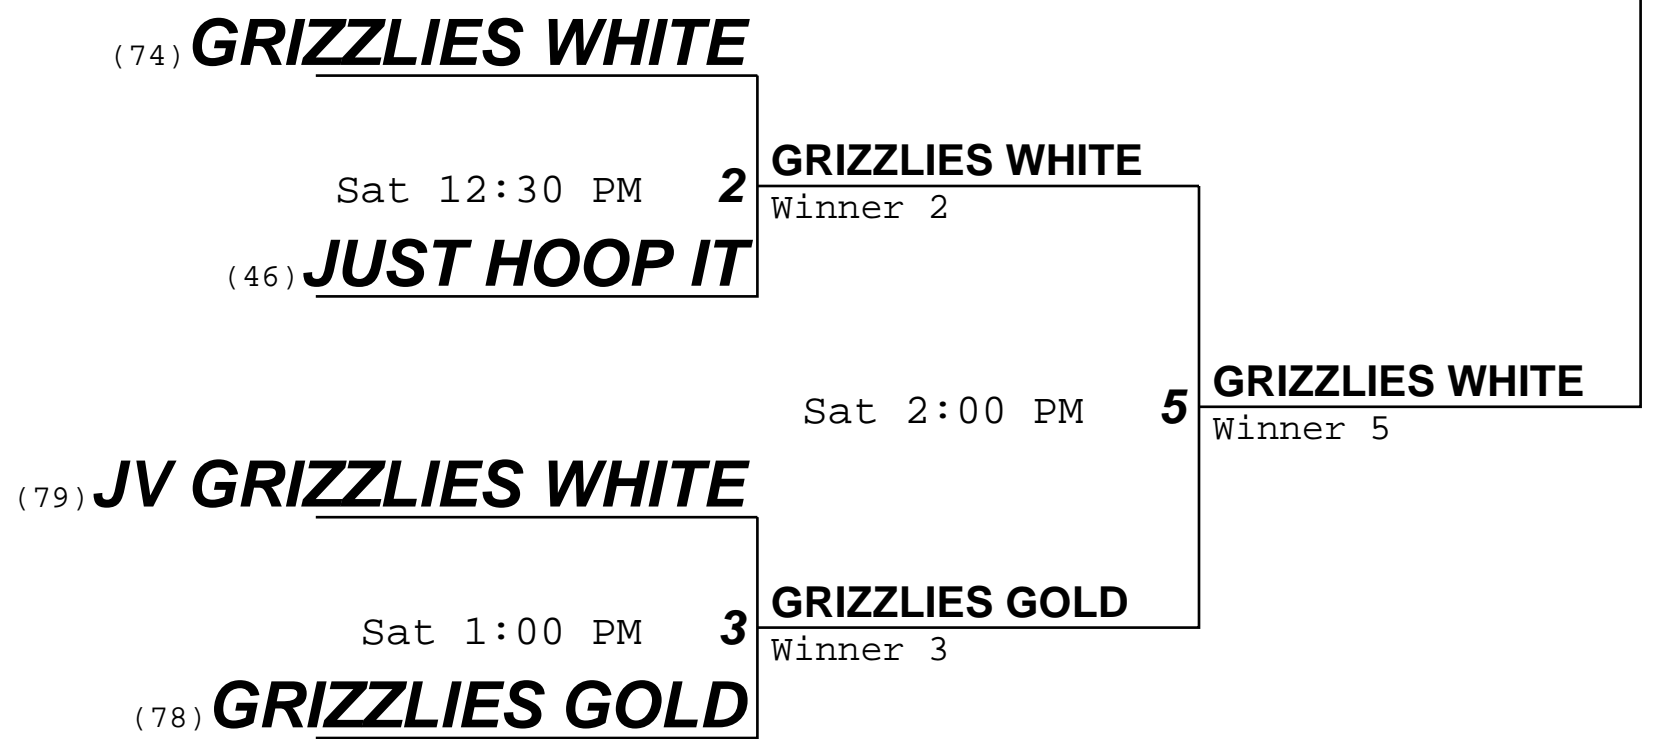 (74) GRIZZLIES WHITE
GRIZZLIES WHITE
Sat 12:30 PM 2
Winner 2
(46) JUST HOOP IT
GRIZZLIES WHITE
Sat 2:00 PM 5
Winner 5
(79) JV GRIZZLIES WHITE
GRIZZLIES GOLD
Sat 1:00 PM 3
Winner 3
(78) GRIZZLIES GOLD